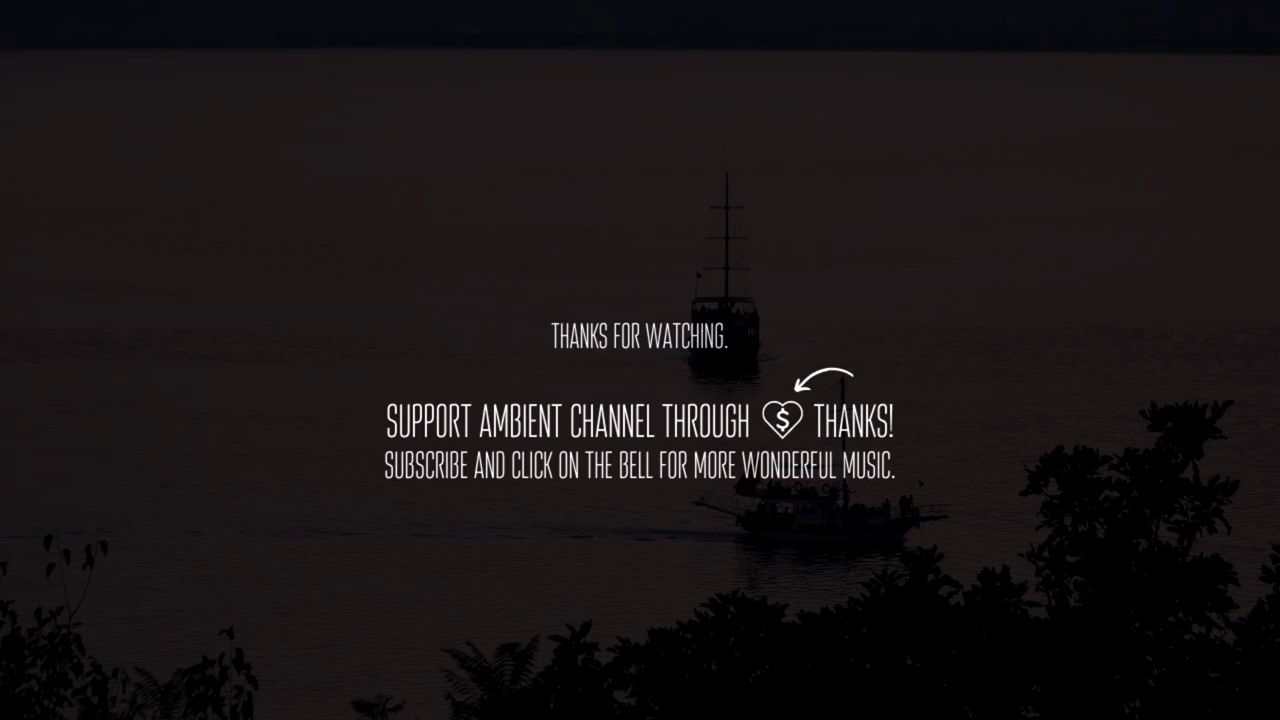 THANKS FOR WATCHING.
SUPPORT AMBIENT CHANNEL THROUGH $ THANKS!
SUBSCRIBE AND CLICK ON THE BELL FOR MORE WONDERFUL MUSIC.